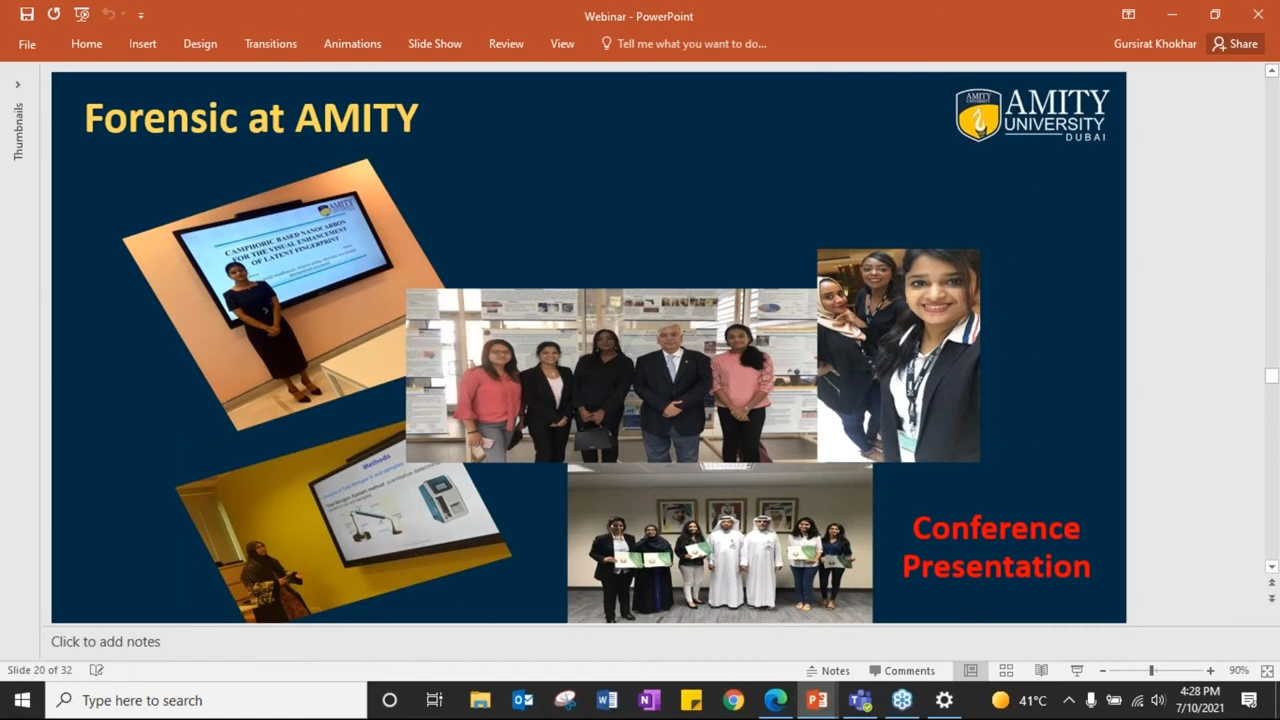 Webinar - PowerPoint
File Home Insert Design Transitions Animations Slide Show Review View Tell me what you want to do... Gursirat Khokhar Share
Thumbnails
Forensic at AMITY
AMITY
UNIVERSITY
AMITY
UNIVERSITY
DUBAI
AMITY
CAMPHORIC BASED NANOCARBON
FOR THE VISUAL ENHANCEMENT
OF LATENT FINGERPRINT
Methods
Conference
Presentation
Click to add notes
Slide 20 of 32 Notes Comments 90%
Type here to search 41°C 4:28 PM
7/10/2021